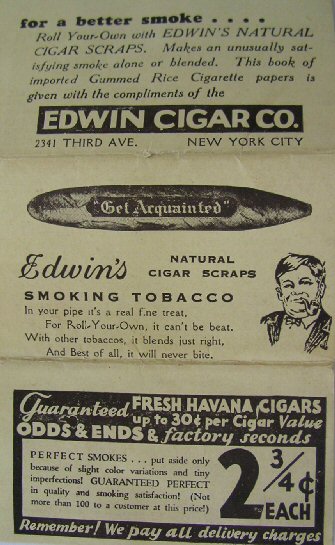 for a better smoke . . . .
Roll Your-Own with EDWIN'S NATURAL
CIGAR SCRAPS. Makes an unusually sat-
isfying smoke alone or blended. This book of
imported Gummed Rice Cigarette papers is
given with the compliments of the
EDWIN CIGAR CO.
2341 THIRD AVE. NEW YORK CITY
"Get Acquainted"
Edwin's NATURAL
CIGAR SCRAPS
SMOKING TOBACCO
In your pipe it's a real fine treat,
For Roll-Your-Own, it can't be beat.
With other tobaccos, it blends just right,
And Best of all, it will never bite.
Guaranteed FRESH HAVANA CIGARS
up to 30¢ per Cigar Value
ODDS & ENDS & factory seconds
PERFECT SMOKES . . . put aside only
because of slight color variations and tiny
imperfections! GUARANTEED PERFECT
in quality and smoking satisfaction! (Not
more than 100 to a customer at this price!)
2 3/4¢
EACH
Remember! We pay all delivery charges